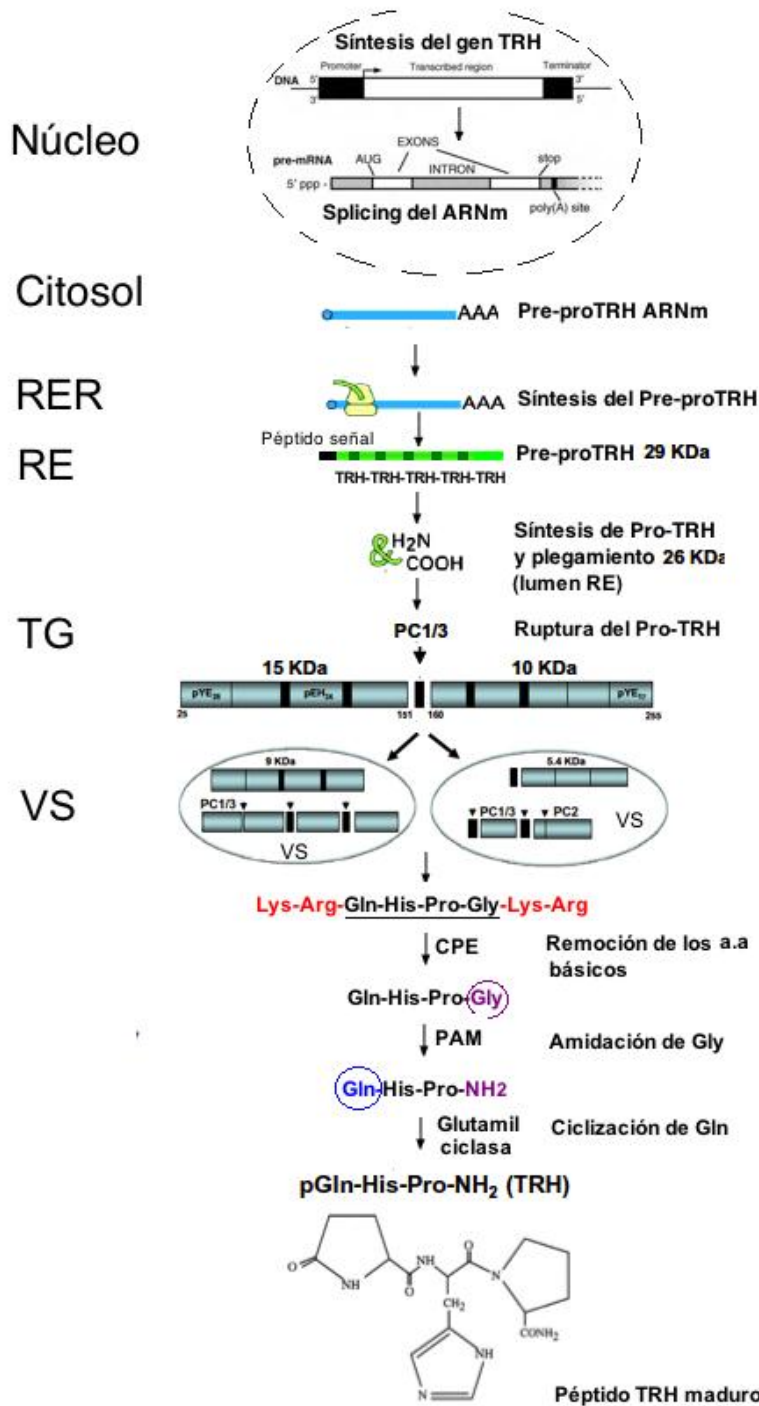 Síntesis del gen TRH
Promoter Transcribed region Terminator
DNA 5' 3'
3' 5'
Núcleo
EXONS
pre-mRNA AUG INTRON stop
5' ppp -
poly(A) site
Splicing del ARNm
Citosol
AAA Pre-proTRH ARNm
RER
AAA Síntesis del Pre-proTRH
Péptido señal
RE
Pre-proTRH 29 KDa
TRH-TRH-TRH-TRH-TRH
H2N
COOH
Síntesis de Pro-TRH
y plegamiento 26 KDa
(lumen RE)
TG
PC1/3 Ruptura del Pro-TRH
15 KDa 10 KDa
pYE26 pEH24 pYE17
25 151 160 255
VS
9 KDa 5.4 KDa
PC1/3 PC1/3 PC2
VS VS
Lys-Arg-Gln-His-Pro-Gly-Lys-Arg
CPE Remoción de los a.a
básicos
Gln-His-Pro-Gly
PAM Amidación de Gly
Gln-His-Pro-NH2
Glutamil
ciclasa
Ciclización de Gln
pGln-His-Pro-NH2 (TRH)
O NH O NH O N
CH2 CONH2
NH
N
Péptido TRH maduro